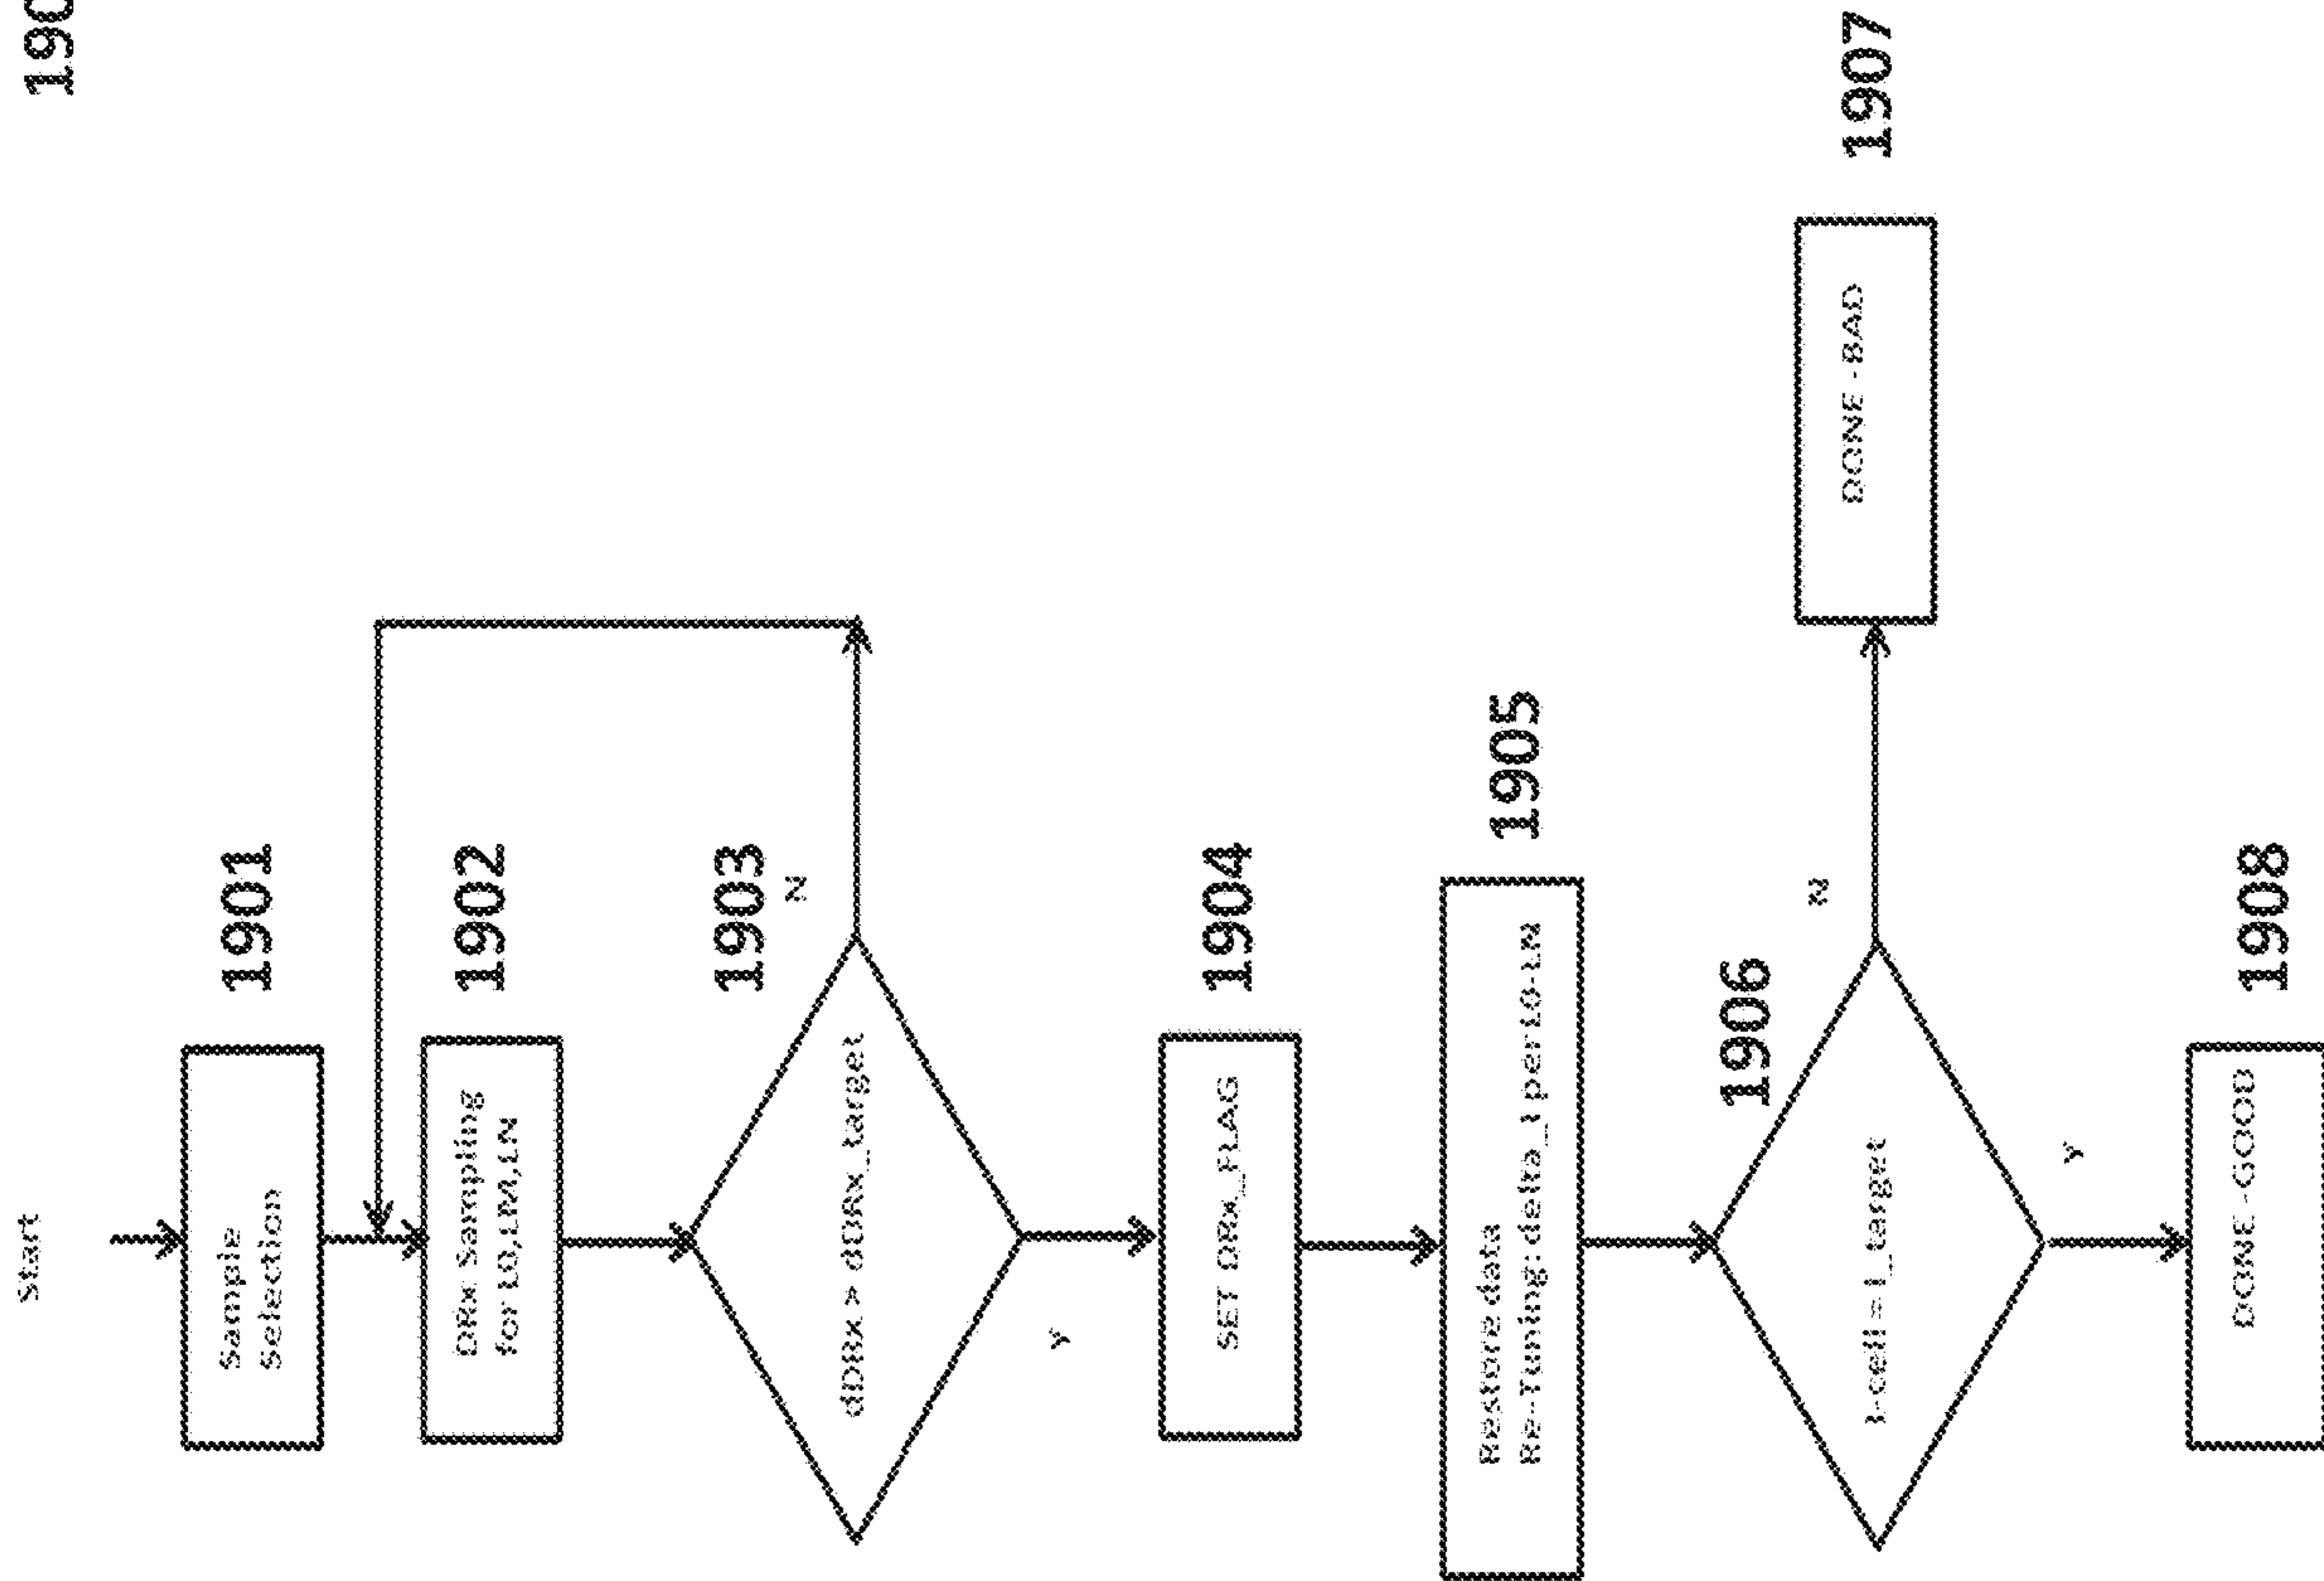 190
Start
Sample
Selection
1901
DRx Sampling
for L0,LM,LN
1902
dDRx > dDRx_target
1903
N
Y
SET DRx_FLAG
1904
Restore data
Re-Tuning: delta_I per L0-LN
1905
I-cell = I_target
1906
N
DONE -BAD
1907
Y
DONE -GOOD
1908